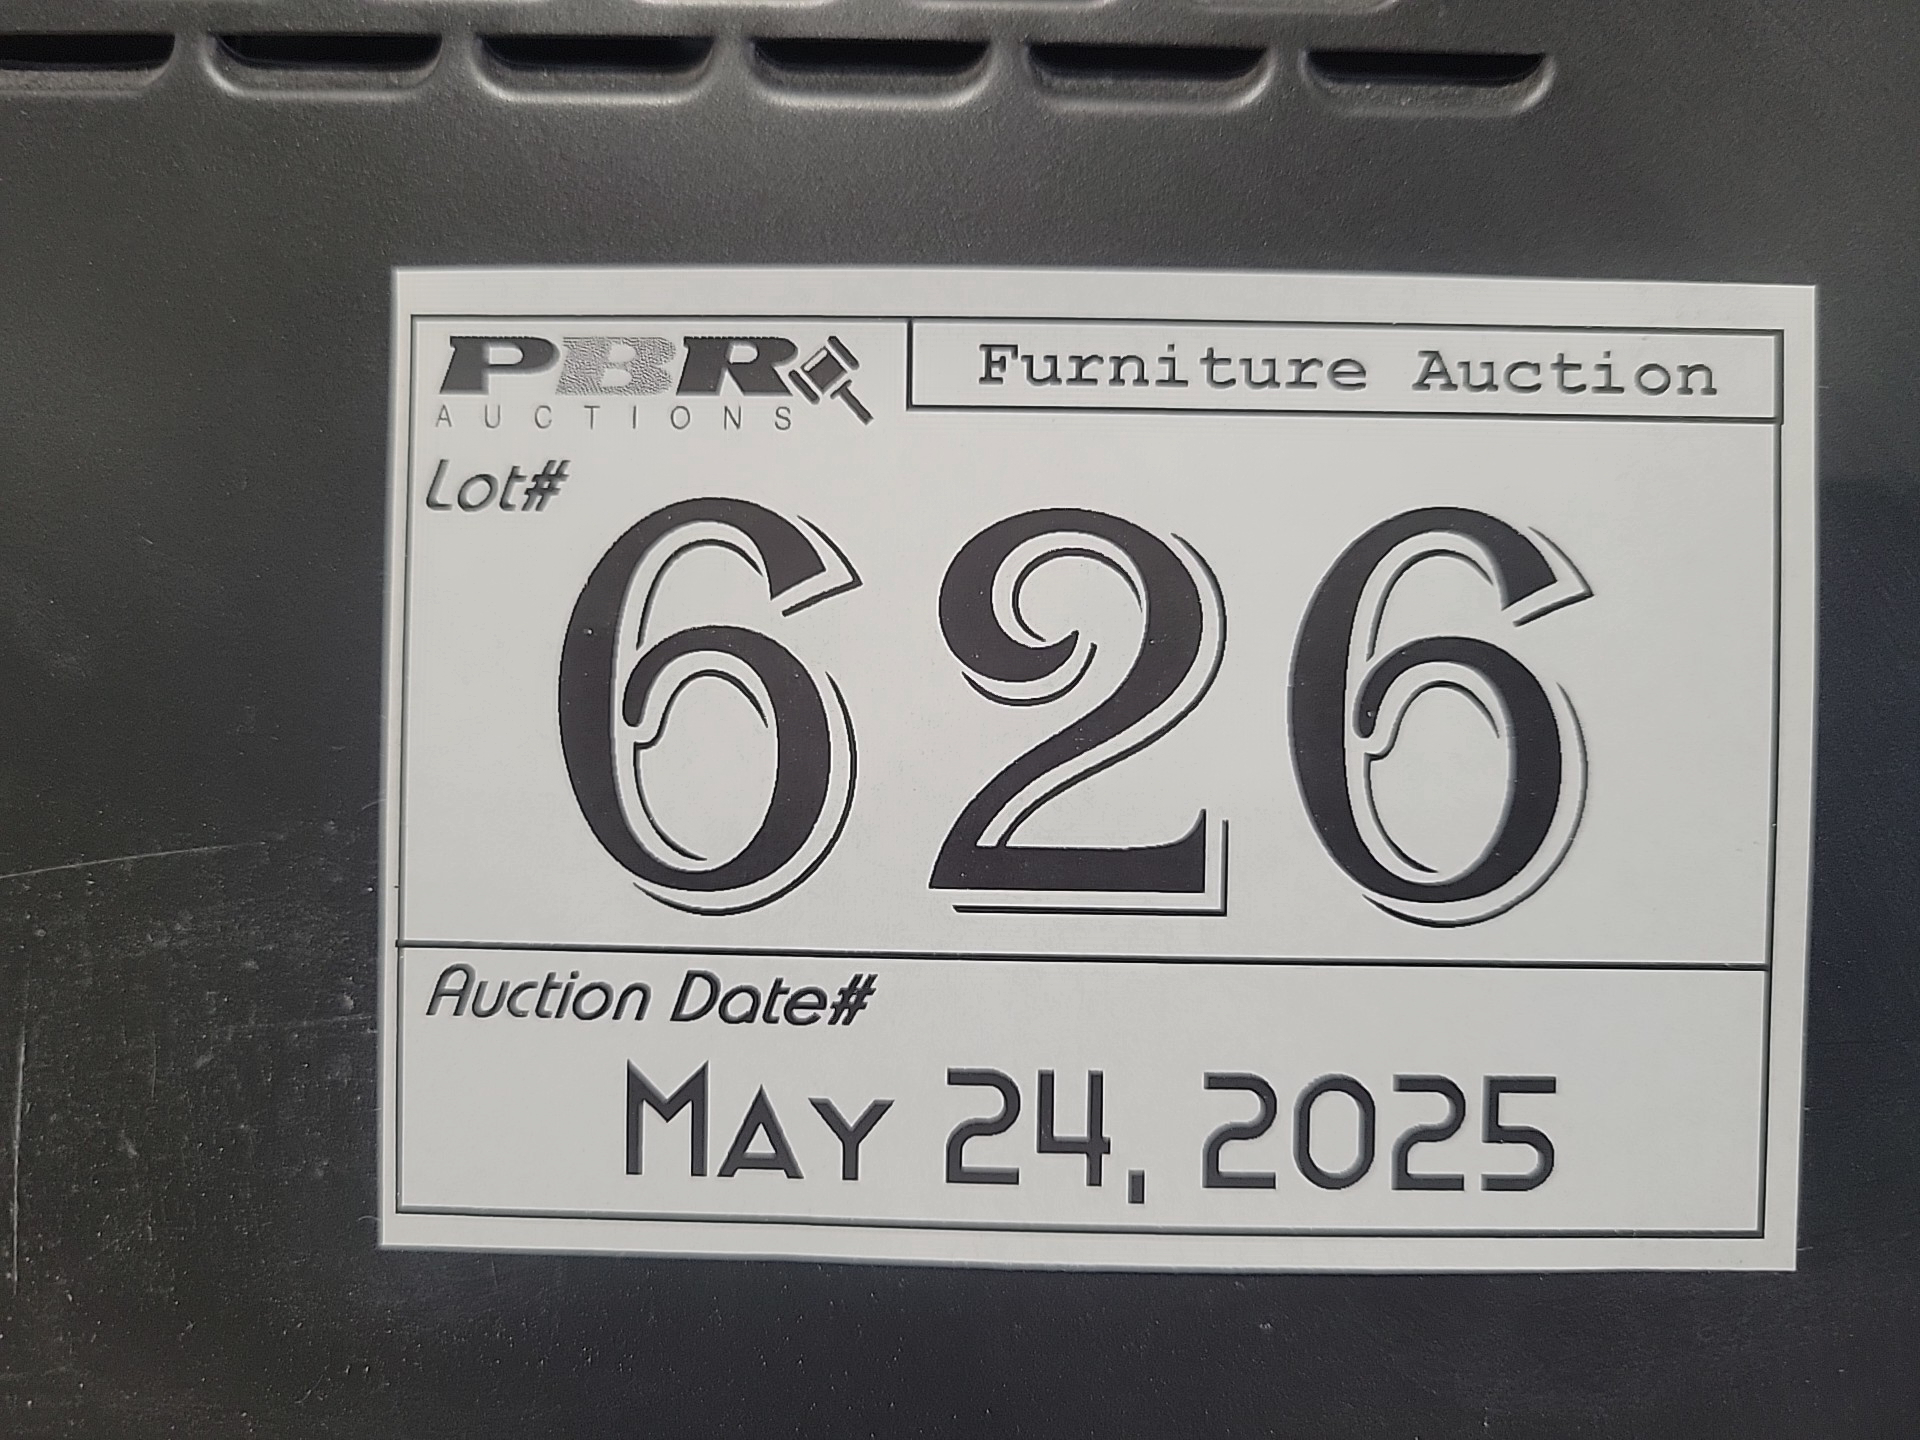 PBR
AUCTIONS
Furniture Auction
Lot#
626
Auction Date#
May 24, 2025